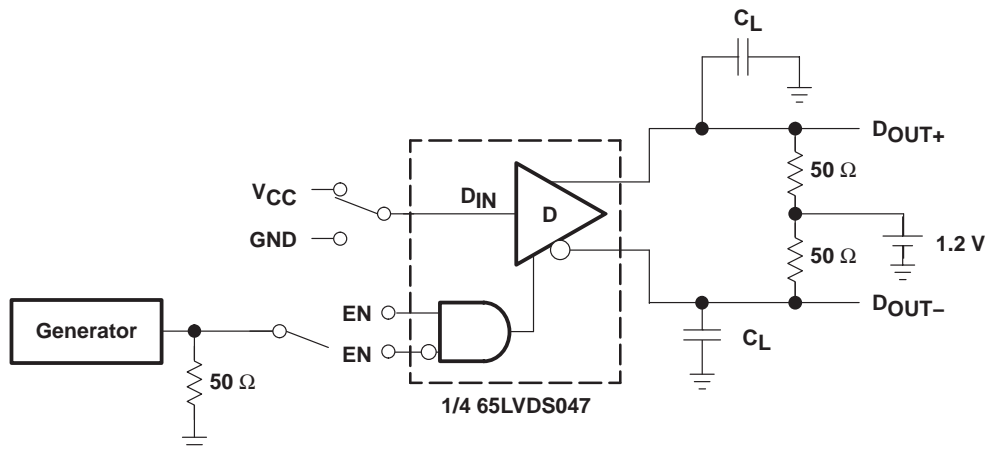 CL
DOUT+
50 Ω
VCC
DIN
D
1.2 V
GND
50 Ω
EN
DOUT−
Generator
EN
CL
50 Ω
1/4 65LVDS047